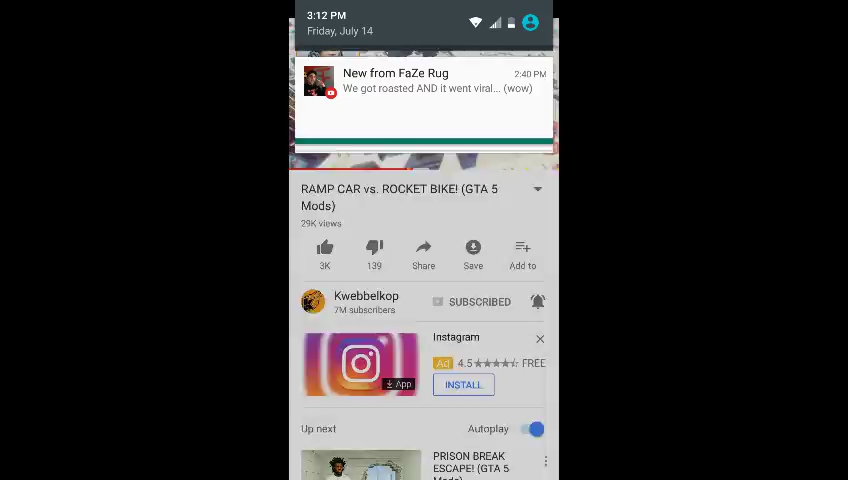 3:12 PM
Friday, July 14
New from FaZe Rug
2:40 PM
We got roasted AND it went viral... (wow)
RAMP CAR vs. ROCKET BIKE! (GTA 5
Mods)
29K views
3K
139
Share
Save
Add to
Kwebbelkop
7M subscribers
SUBSCRIBED
Instagram
Ad 4.5 FREE
App
INSTALL
Up next
Autoplay
PRISON BREAK
ESCAPE! (GTA 5
Mods)